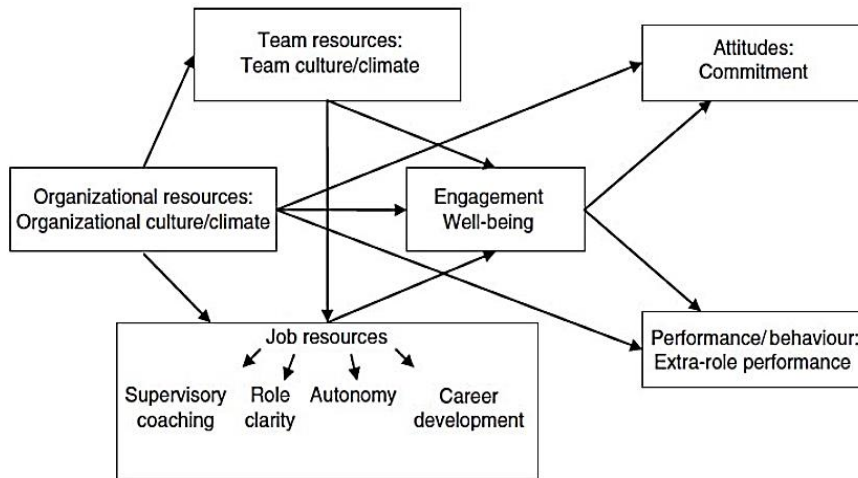 Team resources:
Team culture/climate
Attitudes:
Commitment
Organizational resources:
Organizational culture/climate
Engagement
Well-being
Job resources
Supervisory
coaching
Role
clarity
Autonomy
Career
development
Performance/behaviour:
Extra-role performance